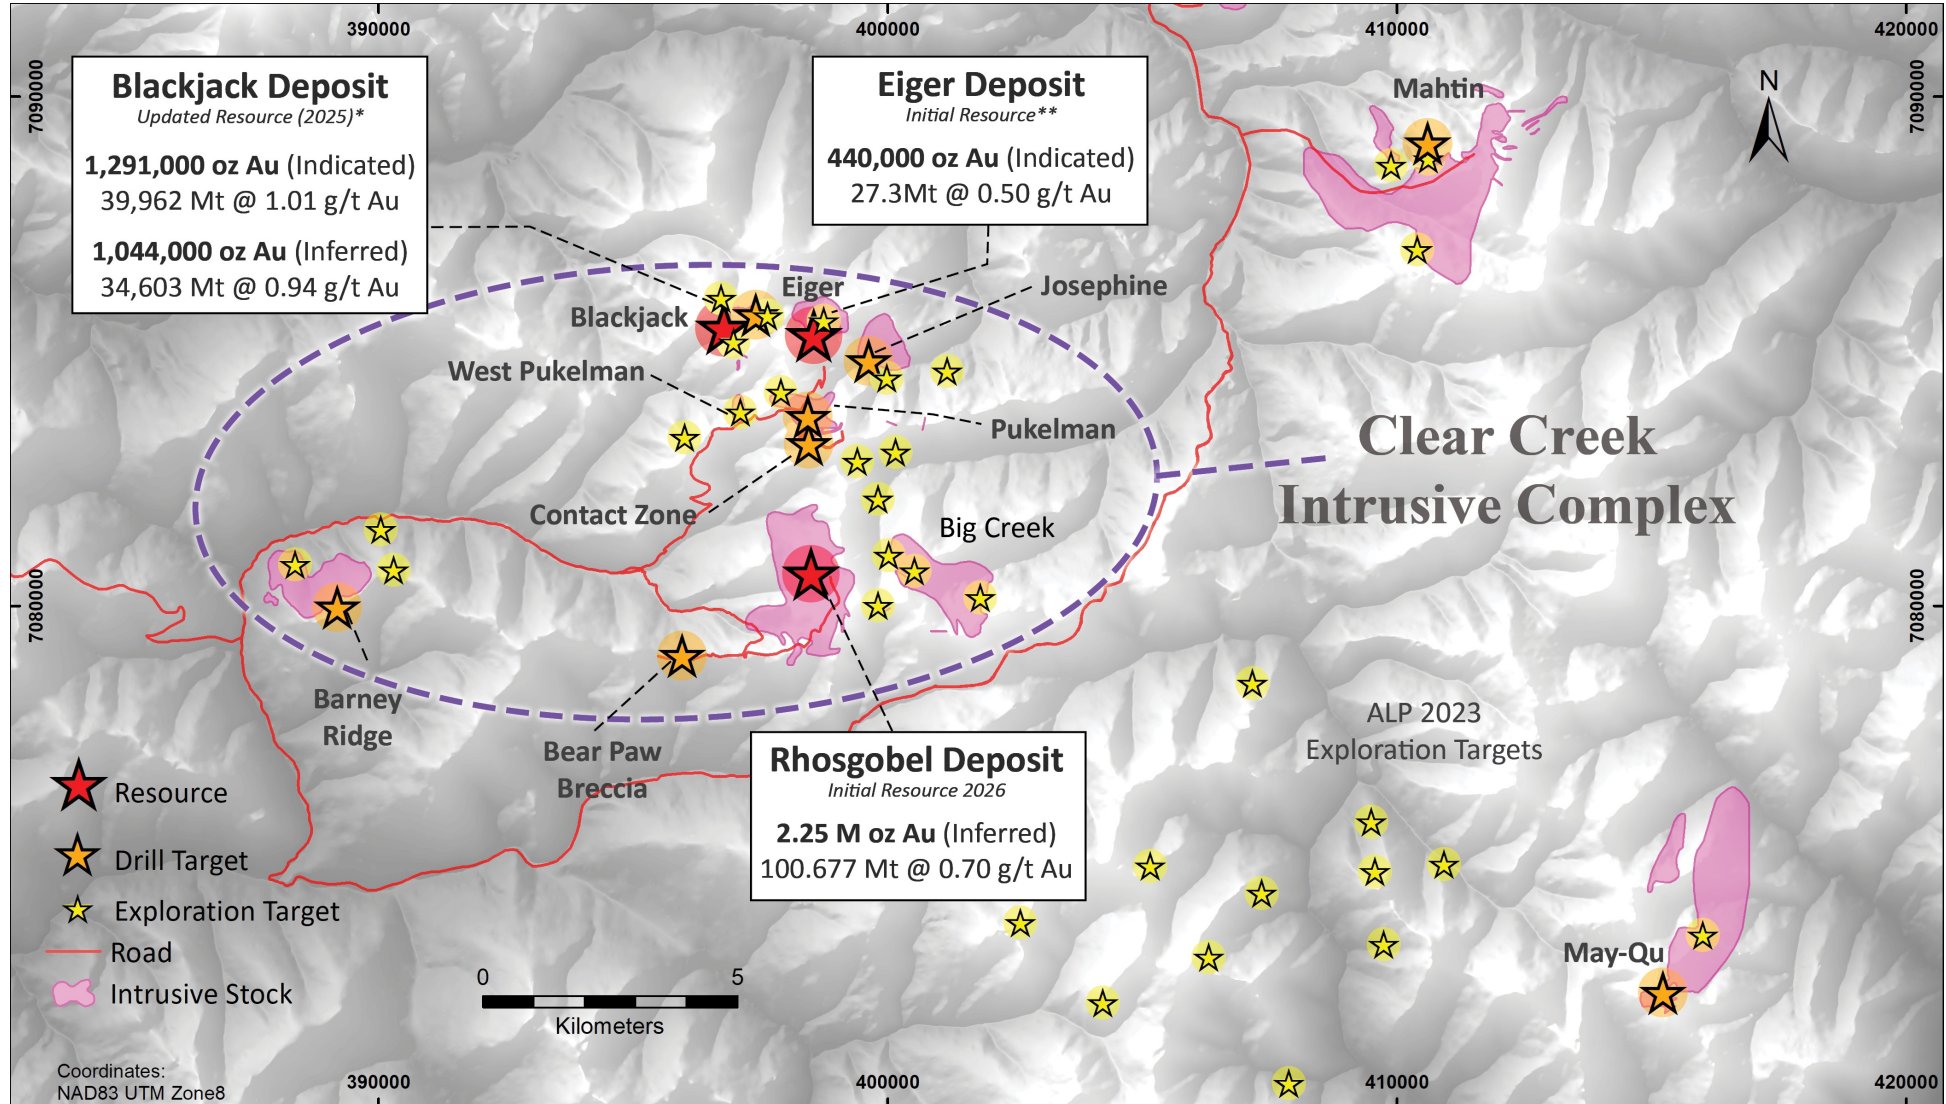 390000
400000
410000
420000
7090000
7090000
7080000
7080000
Blackjack Deposit
Updated Resource (2025)*
1,291,000 oz Au (Indicated)
39,962 Mt @ 1.01 g/t Au
1,044,000 oz Au (Inferred)
34,603 Mt @ 0.94 g/t Au
Eiger Deposit
Initial Resource**
440,000 oz Au (Indicated)
27.3Mt @ 0.50 g/t Au
Mahtin
N
Eiger
Josephine
Blackjack
West Pukelman
Pukelman
Clear Creek
Intrusive Complex
Contact Zone
Big Creek
Barney
Ridge
Bear Paw
Breccia
ALP 2023
Exploration Targets
Rhosgobel Deposit
Initial Resource 2026
2.25 M oz Au (Inferred)
100.677 Mt @ 0.70 g/t Au
May-Qu
Resource
Drill Target
Exploration Target
Road
Intrusive Stock
0 5
Kilometers
Coordinates:
NAD83 UTM Zone8
390000
400000
410000
420000